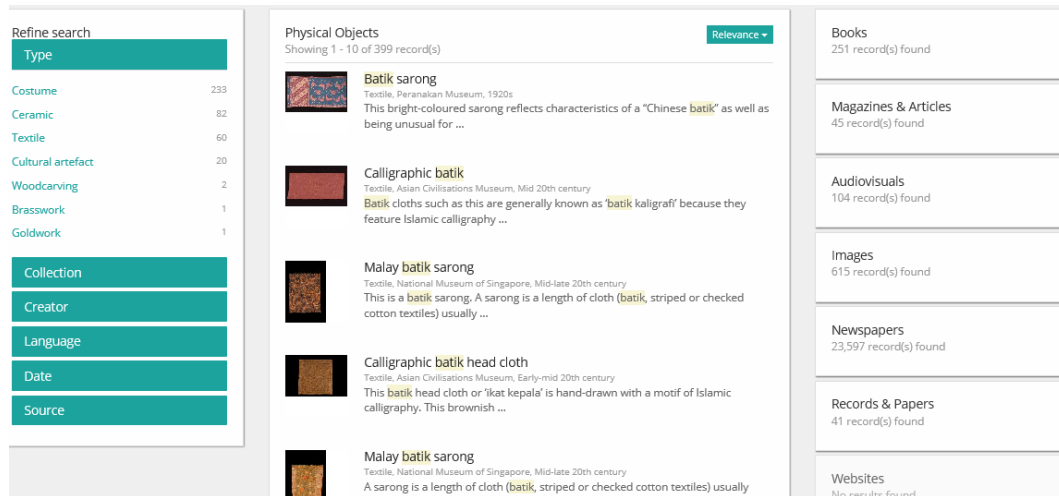 Refine search
Type
Costume 233
Ceramic 82
Textile 60
Cultural artefact 20
Woodcarving 2
Brasswork 1
Goldwork 1
Collection
Creator
Language
Date
Source
Physical Objects
Showing 1 - 10 of 399 record(s)
Relevance
Batik sarong
Textile, Peranakan Museum, 1920s
This bright-coloured sarong reflects characteristics of a “Chinese batik” as well as
being unusual for ...
Calligraphic batik
Textile, Asian Civilisations Museum, Mid 20th century
Batik cloths such as this are generally known as ‘batik kaligrafi’ because they
feature Islamic calligraphy ...
Malay batik sarong
Textile, National Museum of Singapore, Mid-late 20th century
This is a batik sarong. A sarong is a length of cloth (batik, striped or checked
cotton textiles) usually ...
Calligraphic batik head cloth
Textile, Asian Civilisations Museum, Early-mid 20th century
This batik head cloth or ‘ikat kepala’ is hand-drawn with a motif of Islamic
calligraphy. This brownish ...
Malay batik sarong
Textile, National Museum of Singapore, Mid-late 20th century
A sarong is a length of cloth (batik, striped or checked cotton textiles) usually
Books
251 record(s) found
Magazines & Articles
45 record(s) found
Audiovisuals
104 record(s) found
Images
615 record(s) found
Newspapers
23,597 record(s) found
Records & Papers
41 record(s) found
Websites
No results found